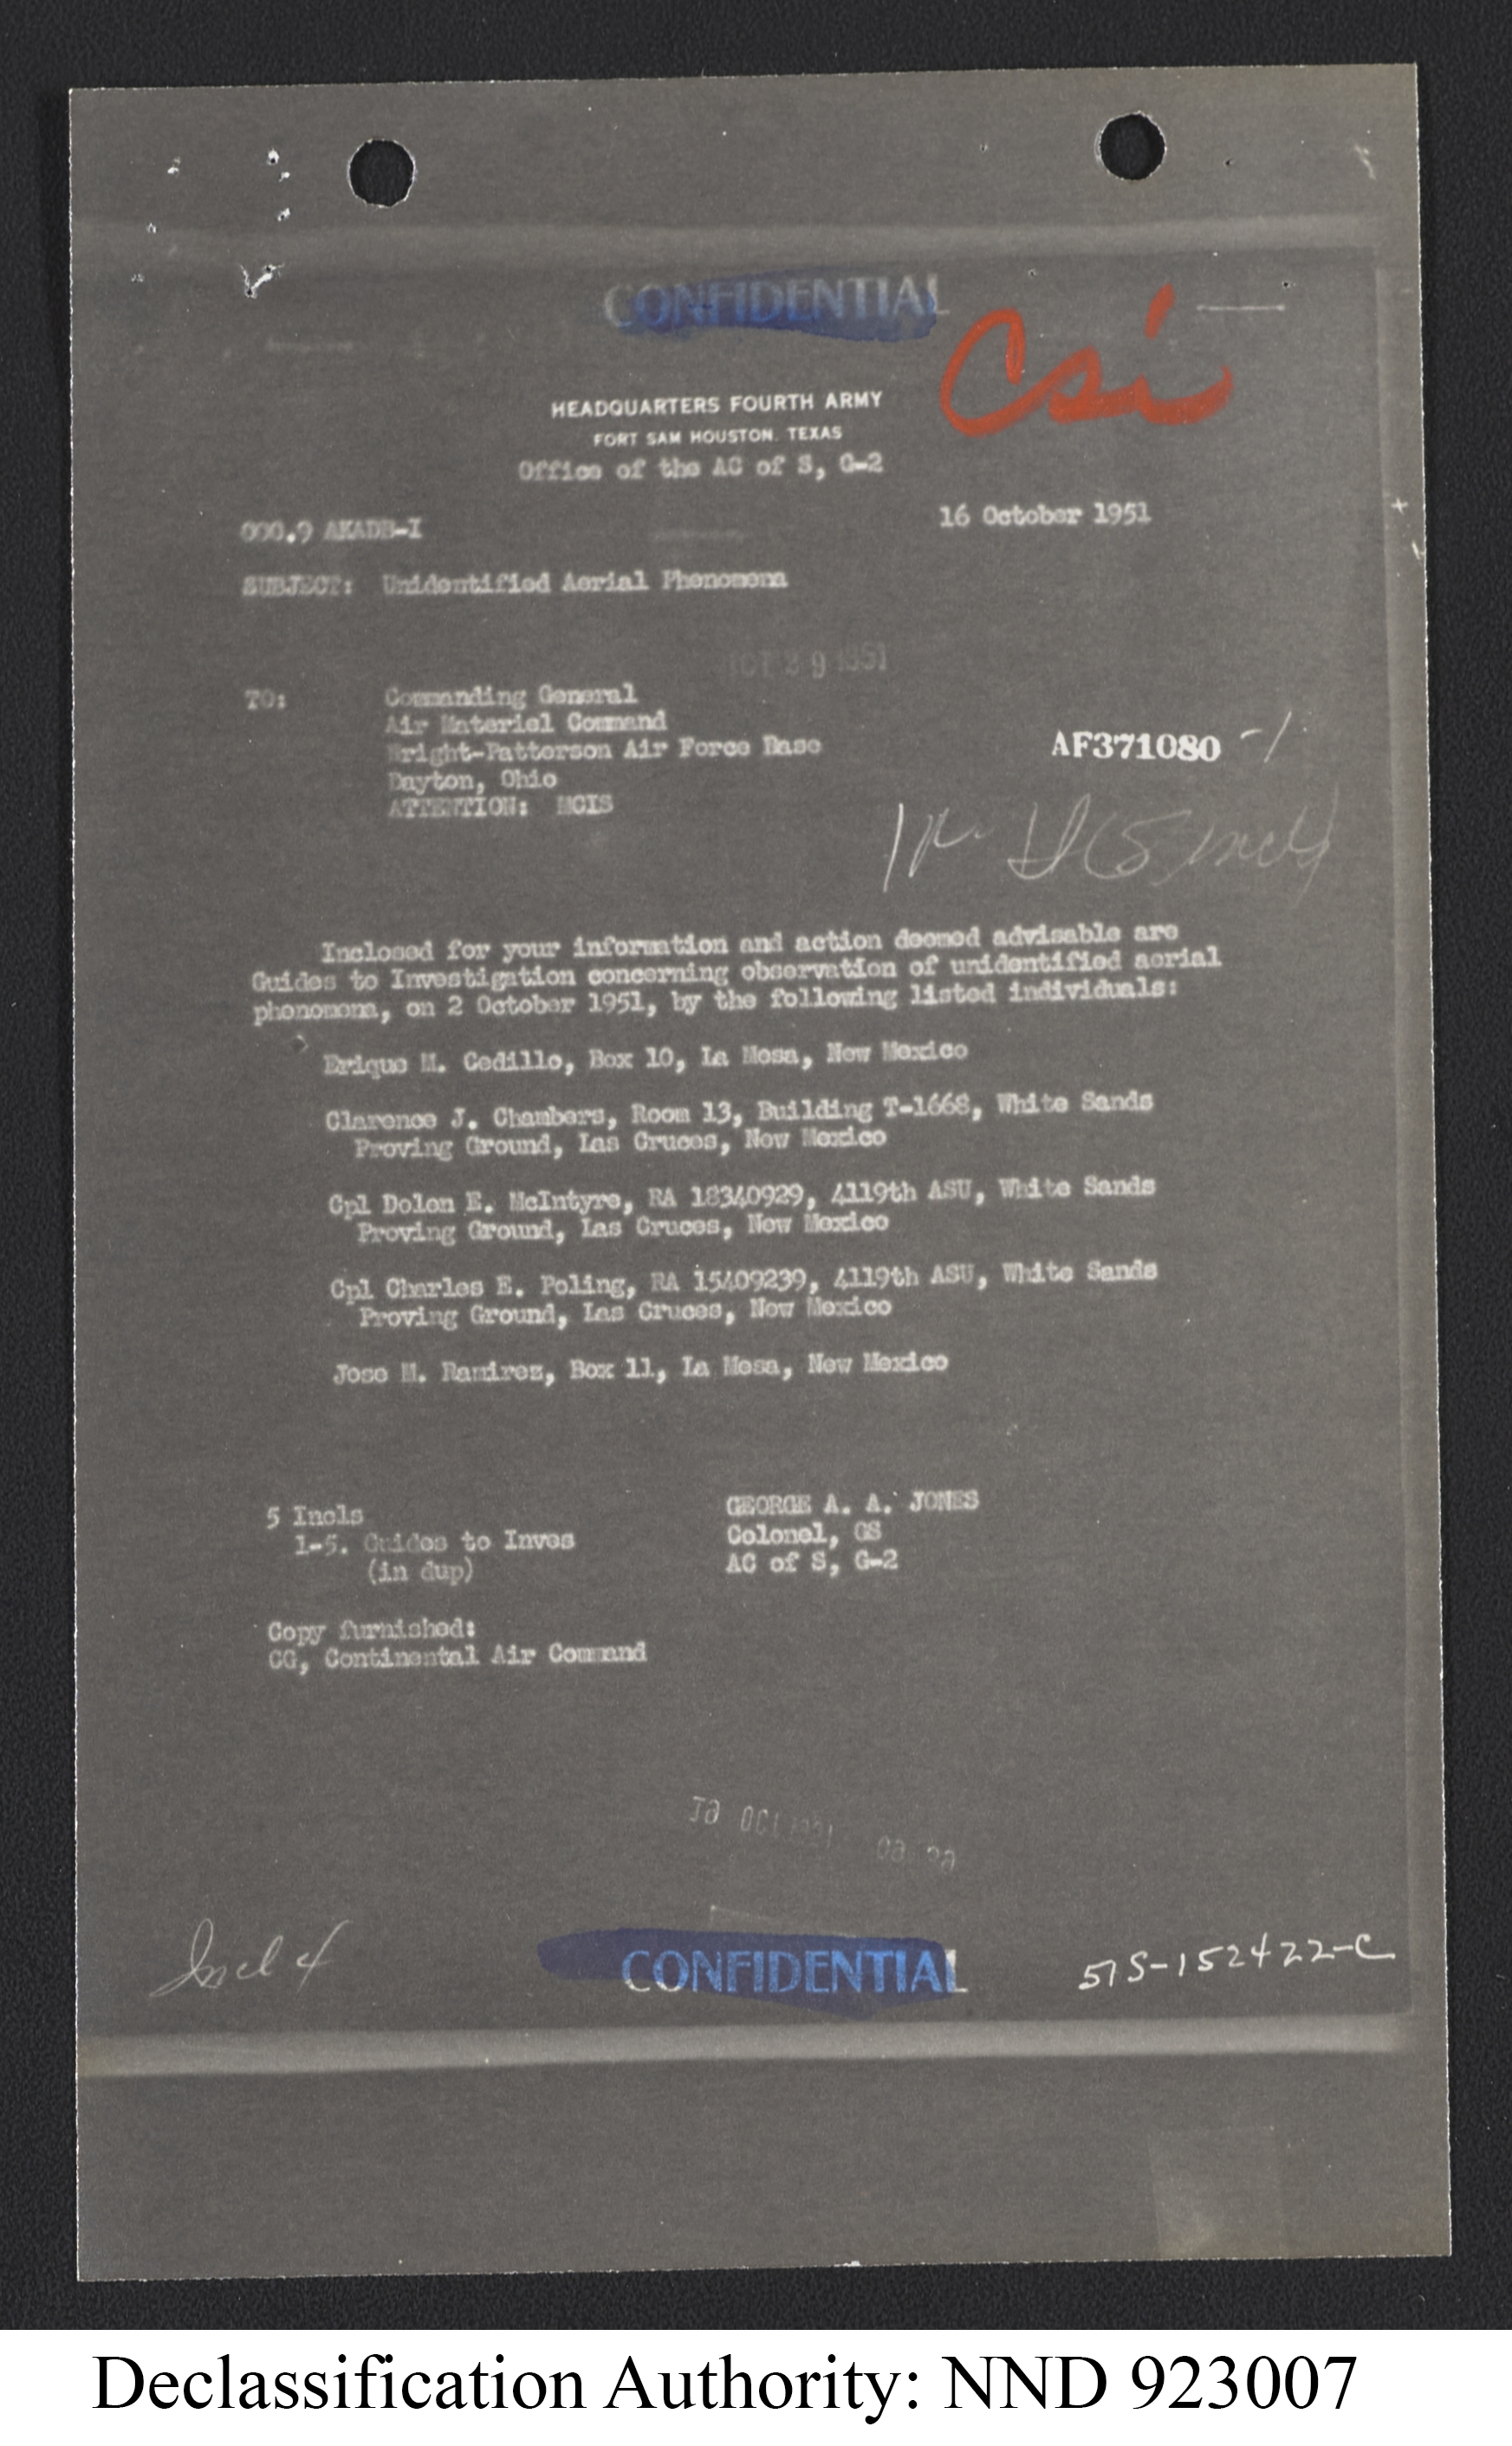 CONFIDENTIAL
Csi
HEADQUARTERS FOURTH ARMY
FORT SAM HOUSTON, TEXAS
Office of the AC of S, G-2
000.9 AKADB-I
16 October 1951
SUBJECT: Unidentified Aerial Phenomena
OCT 29 1951
TO: Commanding General
Air Materiel Command
Wright-Patterson Air Force Base
Dayton, Ohio
ATTENTION: MCIS
AF371080 -1
Inclosed for your information and action deemed advisable are
Guides to Investigation concerning observation of unidentified aerial
phenomena, on 2 October 1951, by the following listed individuals:
Erique M. Cedillo, Box 10, La Mesa, New Mexico
Clarence J. Chambers, Room 13, Building T-1668, White Sands
Proving Ground, Las Cruces, New Mexico
Cpl Dolen E. McIntyre, RA 18340929, 4119th ASU, White Sands
Proving Ground, Las Cruces, New Mexico
Cpl Charles E. Poling, RA 15409239, 4119th ASU, White Sands
Proving Ground, Las Cruces, New Mexico
Jose M. Ramirez, Box 11, La Mesa, New Mexico
5 Incls
1-5. Guides to Inves
(in dup)
GEORGE A. A. JONES
Colonel, GS
AC of S, G-2
Copy furnished:
CG, Continental Air Command
Incl 4
CONFIDENTIAL
51S-152422-C
Declassification Authority: NND 923007